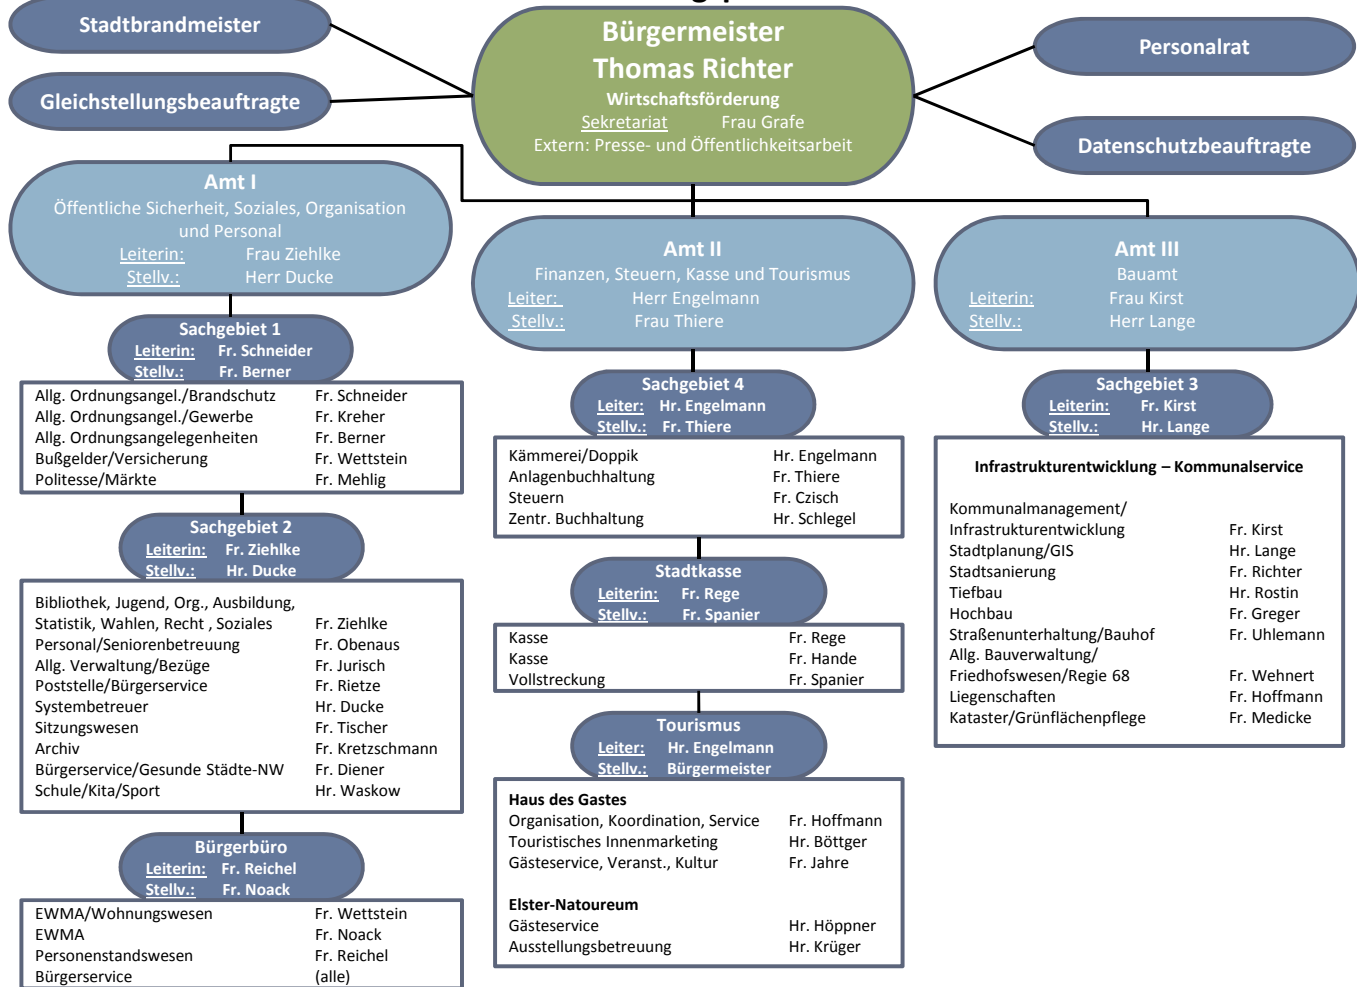 Stadtbrandmeister
Gleichstellungsbeauftragte
Bürgermeister
Thomas Richter
Wirtschaftsförderung
Sekretariat Frau Grafe
Extern: Presse- und Öffentlichkeitsarbeit
Personalrat
Datenschutzbeauftragte
Amt I
Öffentliche Sicherheit, Soziales, Organisation
und Personal
Leiterin: Frau Ziehlke
Stellv.: Herr Ducke
Sachgebiet 1
Leiterin: Fr. Schneider
Stellv.: Fr. Berner
Allg. Ordnungsangel./Brandschutz Fr. Schneider
Allg. Ordnungsangel./Gewerbe Fr. Kreher
Allg. Ordnungsangelegenheiten Fr. Berner
Bußgelder/Versicherung Fr. Wettstein
Politesse/Märkte Fr. Mehlig
Sachgebiet 2
Leiterin: Fr. Ziehlke
Stellv.: Hr. Ducke
Bibliothek, Jugend, Org., Ausbildung,
Statistik, Wahlen, Recht , Soziales Fr. Ziehlke
Personal/Seniorenbetreuung Fr. Obenaus
Allg. Verwaltung/Bezüge Fr. Jurisch
Poststelle/Bürgerservice Fr. Rietze
Systembetreuer Hr. Ducke
Sitzungswesen Fr. Tischer
Archiv Fr. Kretzschmann
Bürgerservice/Gesunde Städte-NW Fr. Diener
Schule/Kita/Sport Hr. Waskow
Bürgerbüro
Leiterin: Fr. Reichel
Stellv.: Fr. Noack
EWMA/Wohnungswesen Fr. Wettstein
EWMA Fr. Noack
Personenstandswesen Fr. Reichel
Bürgerservice (alle)
Amt II
Finanzen, Steuern, Kasse und Tourismus
Leiter: Herr Engelmann
Stellv.: Frau Thiere
Sachgebiet 4
Leiter: Hr. Engelmann
Stellv.: Fr. Thiere
Kämmerei/Doppik Hr. Engelmann
Anlagenbuchhaltung Fr. Thiere
Steuern Fr. Czisch
Zentr. Buchhaltung Hr. Schlegel
Stadtkasse
Leiterin: Fr. Rege
Stellv.: Fr. Spanier
Kasse Fr. Rege
Kasse Fr. Hande
Vollstreckung Fr. Spanier
Tourismus
Leiter: Hr. Engelmann
Stellv.: Bürgermeister
Haus des Gastes
Organisation, Koordination, Service Fr. Hoffmann
Touristisches Innenmarketing Hr. Böttger
Gästeservice, Veranst., Kultur Fr. Jahre
Elster-Natoureum
Gästeservice Hr. Höppner
Ausstellungsbetreuung Hr. Krüger
Amt III
Bauamt
Leiterin: Frau Kirst
Stellv.: Herr Lange
Sachgebiet 3
Leiterin: Fr. Kirst
Stellv.: Hr. Lange
Infrastrukturentwicklung – Kommunalservice
Kommunalmanagement/
Infrastrukturentwicklung Fr. Kirst
Stadtplanung/GIS Hr. Lange
Stadtsanierung Fr. Richter
Tiefbau Hr. Rostin
Hochbau Fr. Greger
Straßenunterhaltung/Bauhof Fr. Uhlemann
Allg. Bauverwaltung/
Friedhofswesen/Regie 68 Fr. Wehnert
Liegenschaften Fr. Hoffmann
Kataster/Grünflächenpflege Fr. Medicke